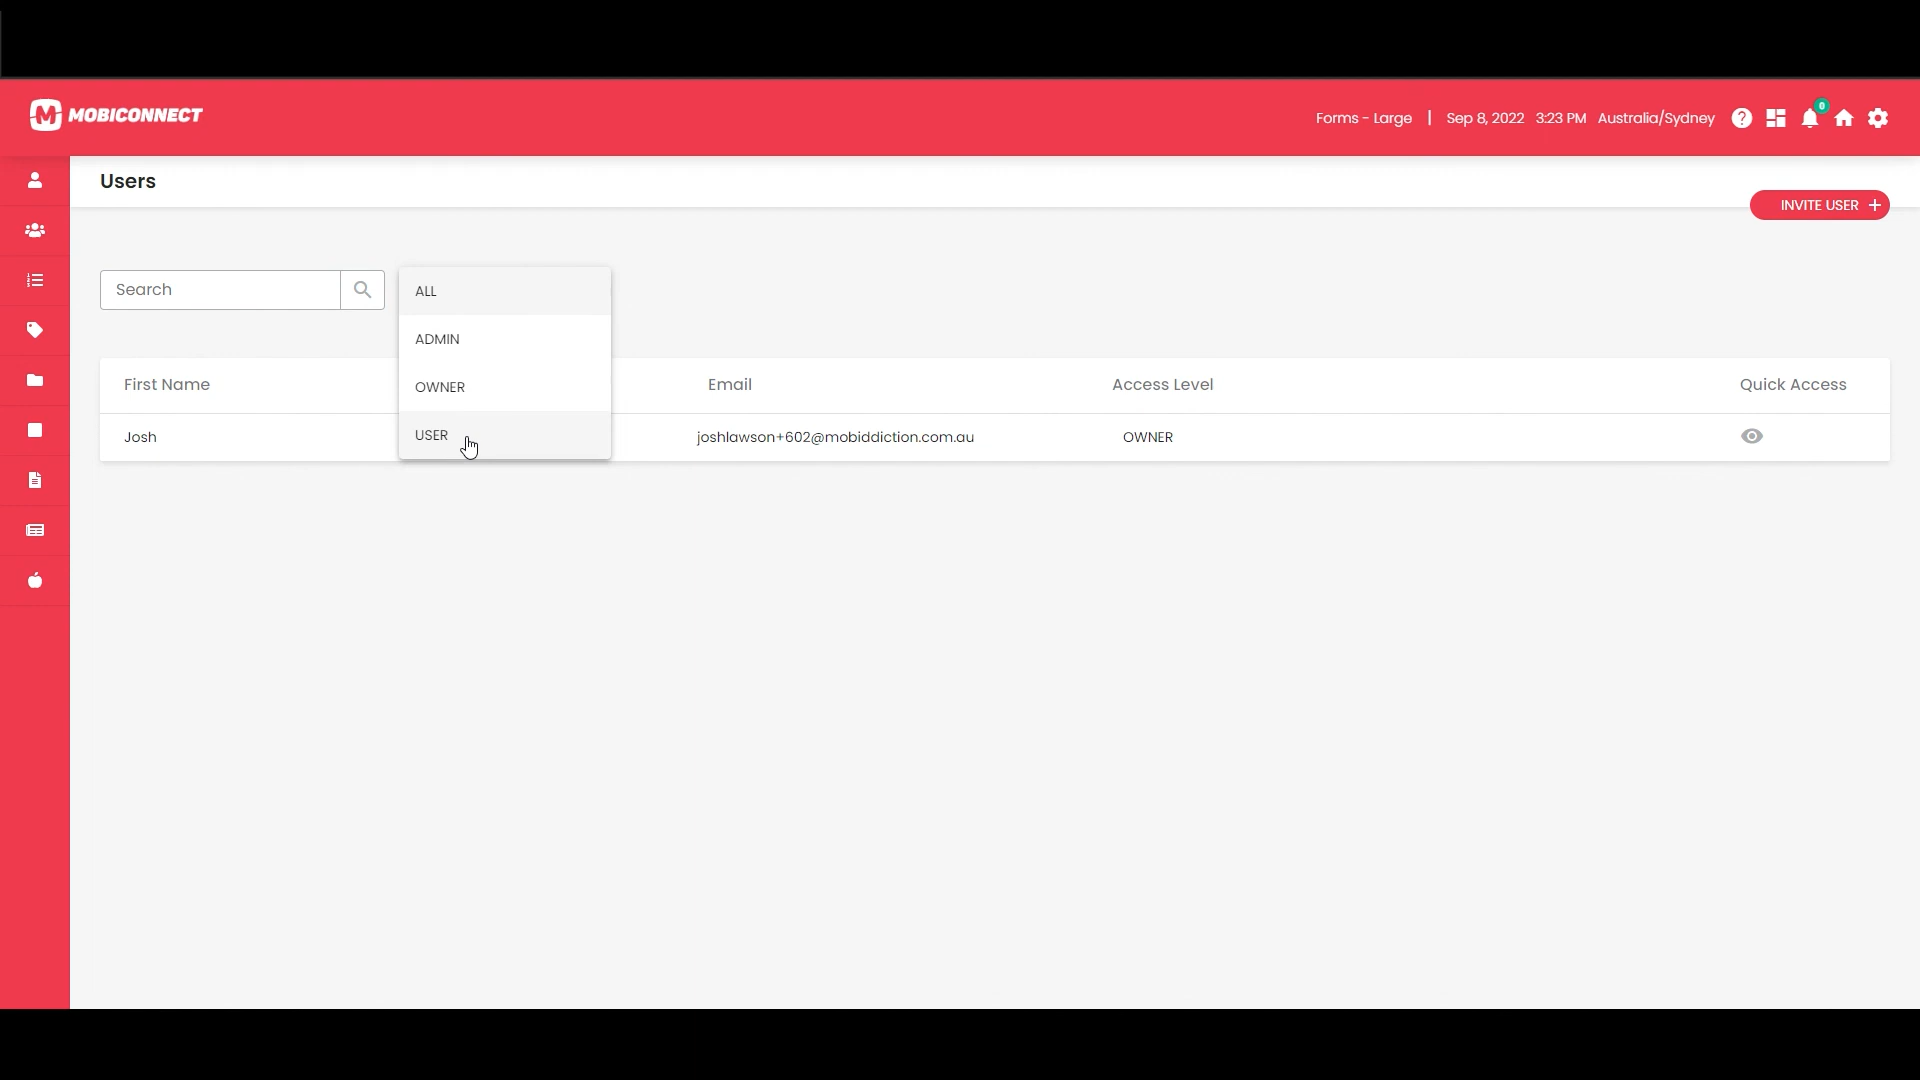 M MOBICONNECT
Forms - Large | Sep 8, 2022 3:23 PM Australia/Sydney
0
Users
INVITE USER +
Search
ALL
ADMIN
OWNER
USER
First Name Email Access Level Quick Access
Josh joshlawson+602@mobiddiction.com.au OWNER